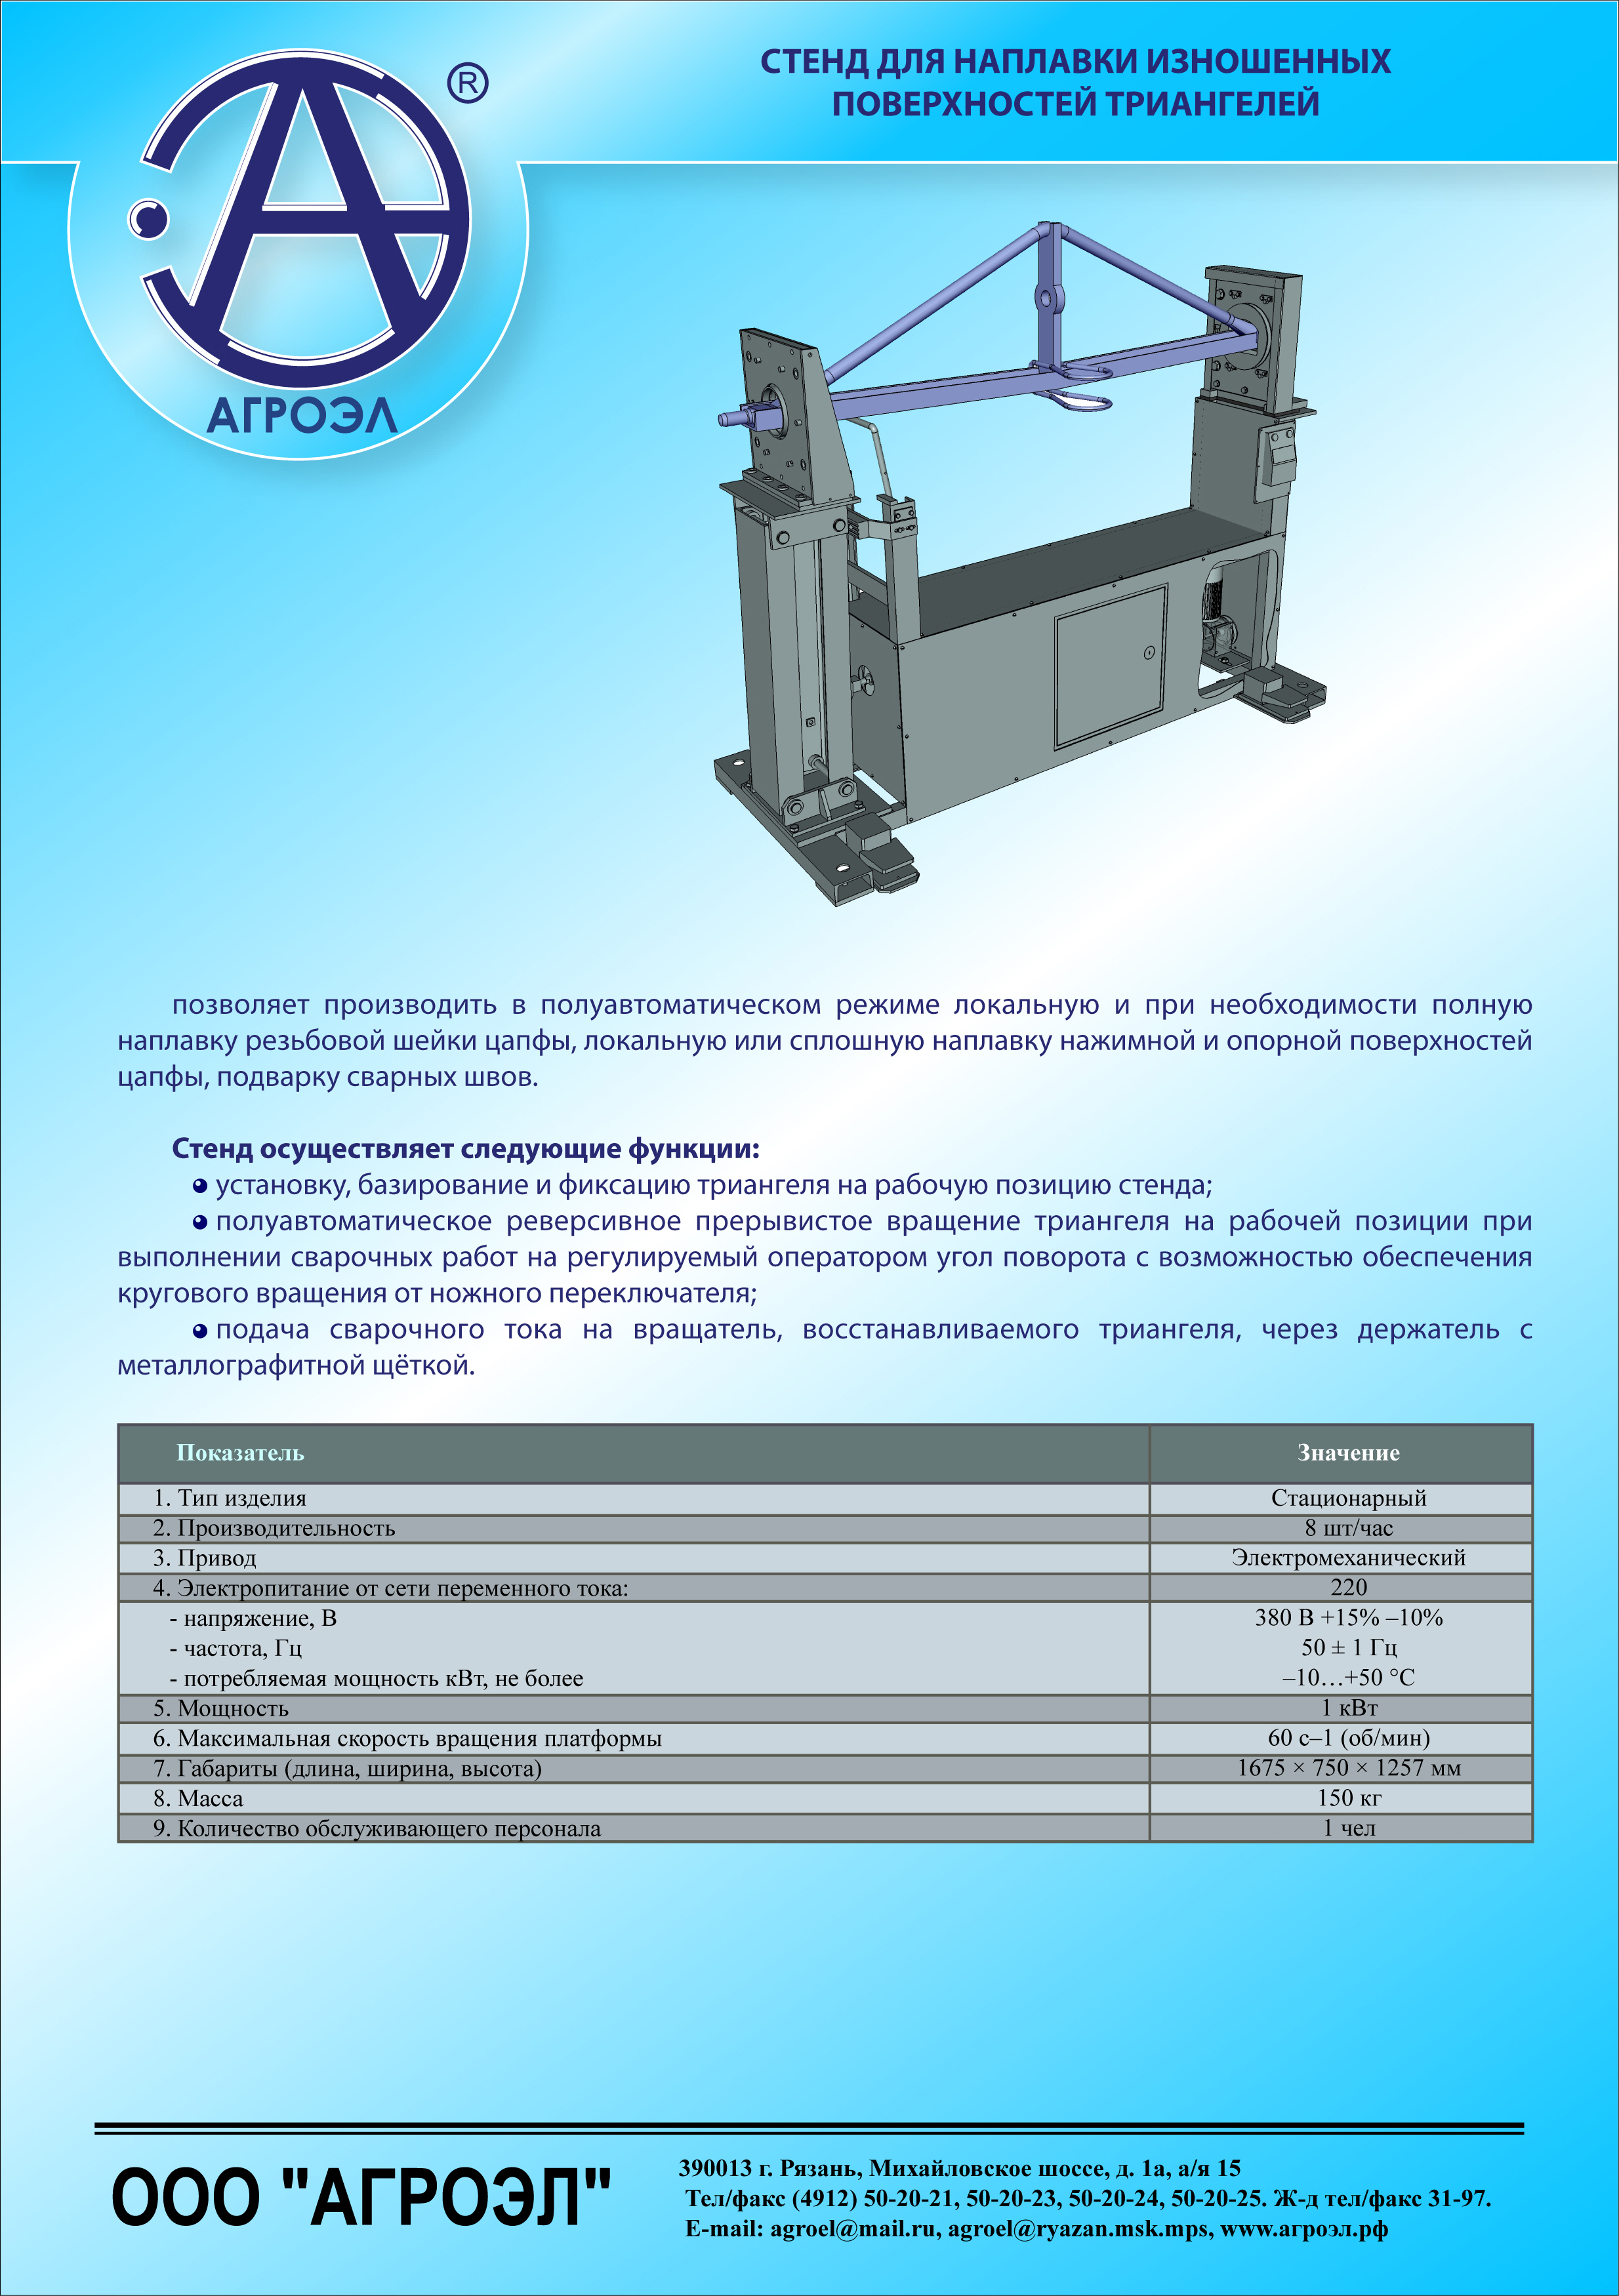 ®
АГРОЭЛ
СТЕНД ДЛЯ НАПЛАВКИ ИЗНОШЕННЫХ
ПОВЕРХНОСТЕЙ ТРИАНГЕЛЕЙ
позволяет производить в полуавтоматическом режиме локальную и при необходимости полную
наплавку резьбовой шейки цапфы, локальную или сплошную наплавку нажимной и опорной поверхностей
цапфы, подварку сварных швов.
Стенд осуществляет следующие функции:
● установку, базирование и фиксацию триангеля на рабочую позицию стенда;
● полуавтоматическое реверсивное прерывистое вращение триангеля на рабочей позиции при
выполнении сварочных работ на регулируемый оператором угол поворота с возможностью обеспечения
кругового вращения от ножного переключателя;
● подача сварочного тока на вращатель, восстанавливаемого триангеля, через держатель с
металлографитной щёткой.
Показатель Значение
1. Тип изделия Стационарный
2. Производительность 8 шт/час
3. Привод Электромеханический
4. Электропитание от сети переменного тока: 220
- напряжение, В 380 В +15% –10%
- частота, Гц 50 ± 1 Гц
- потребляемая мощность кВт, не более –10…+50 °С
5. Мощность 1 кВт
6. Максимальная скорость вращения платформы 60 с–1 (об/мин)
7. Габариты (длина, ширина, высота) 1675 × 750 × 1257 мм
8. Масса 150 кг
9. Количество обслуживающего персонала 1 чел
ООО "АГРОЭЛ"
390013 г. Рязань, Михайловское шоссе, д. 1а, а/я 15
Тел/факс (4912) 50-20-21, 50-20-23, 50-20-24, 50-20-25. Ж-д тел/факс 31-97.
E-mail: agroel@mail.ru, agroel@ryazan.msk.mps, www.агроэл.рф